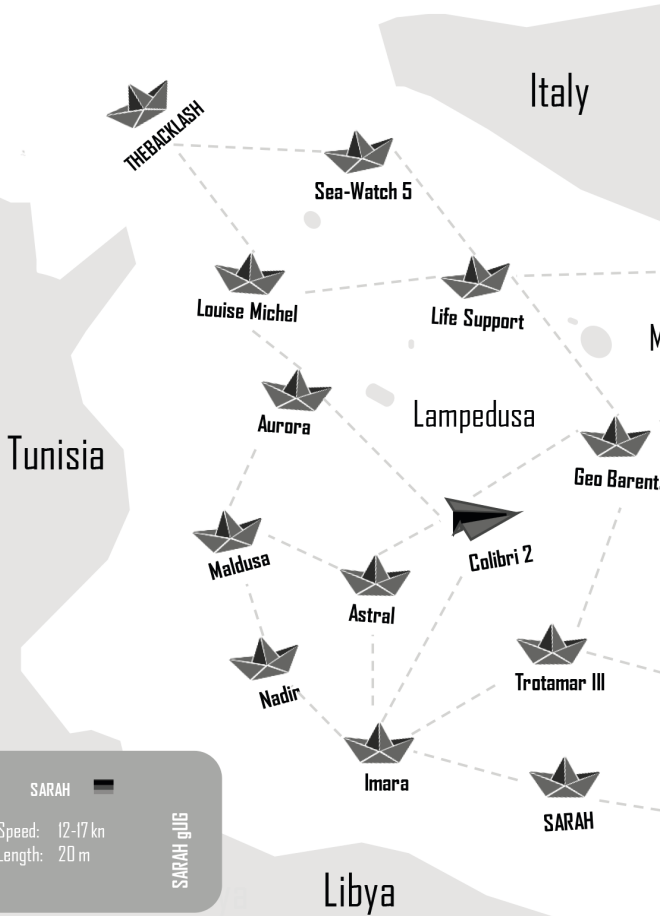 Italy
THEBACKLASH
Sea-Watch 5
Louise Michel
Life Support
M
Aurora
Lampedusa
Tunisia
Geo Barent
Maldusa
Colibri 2
Astral
Nadir
Trotamar III
Imara
SARAH
SARAH
Speed: 12-17 kn
Length: 20 m
SARAH gUG
Libya